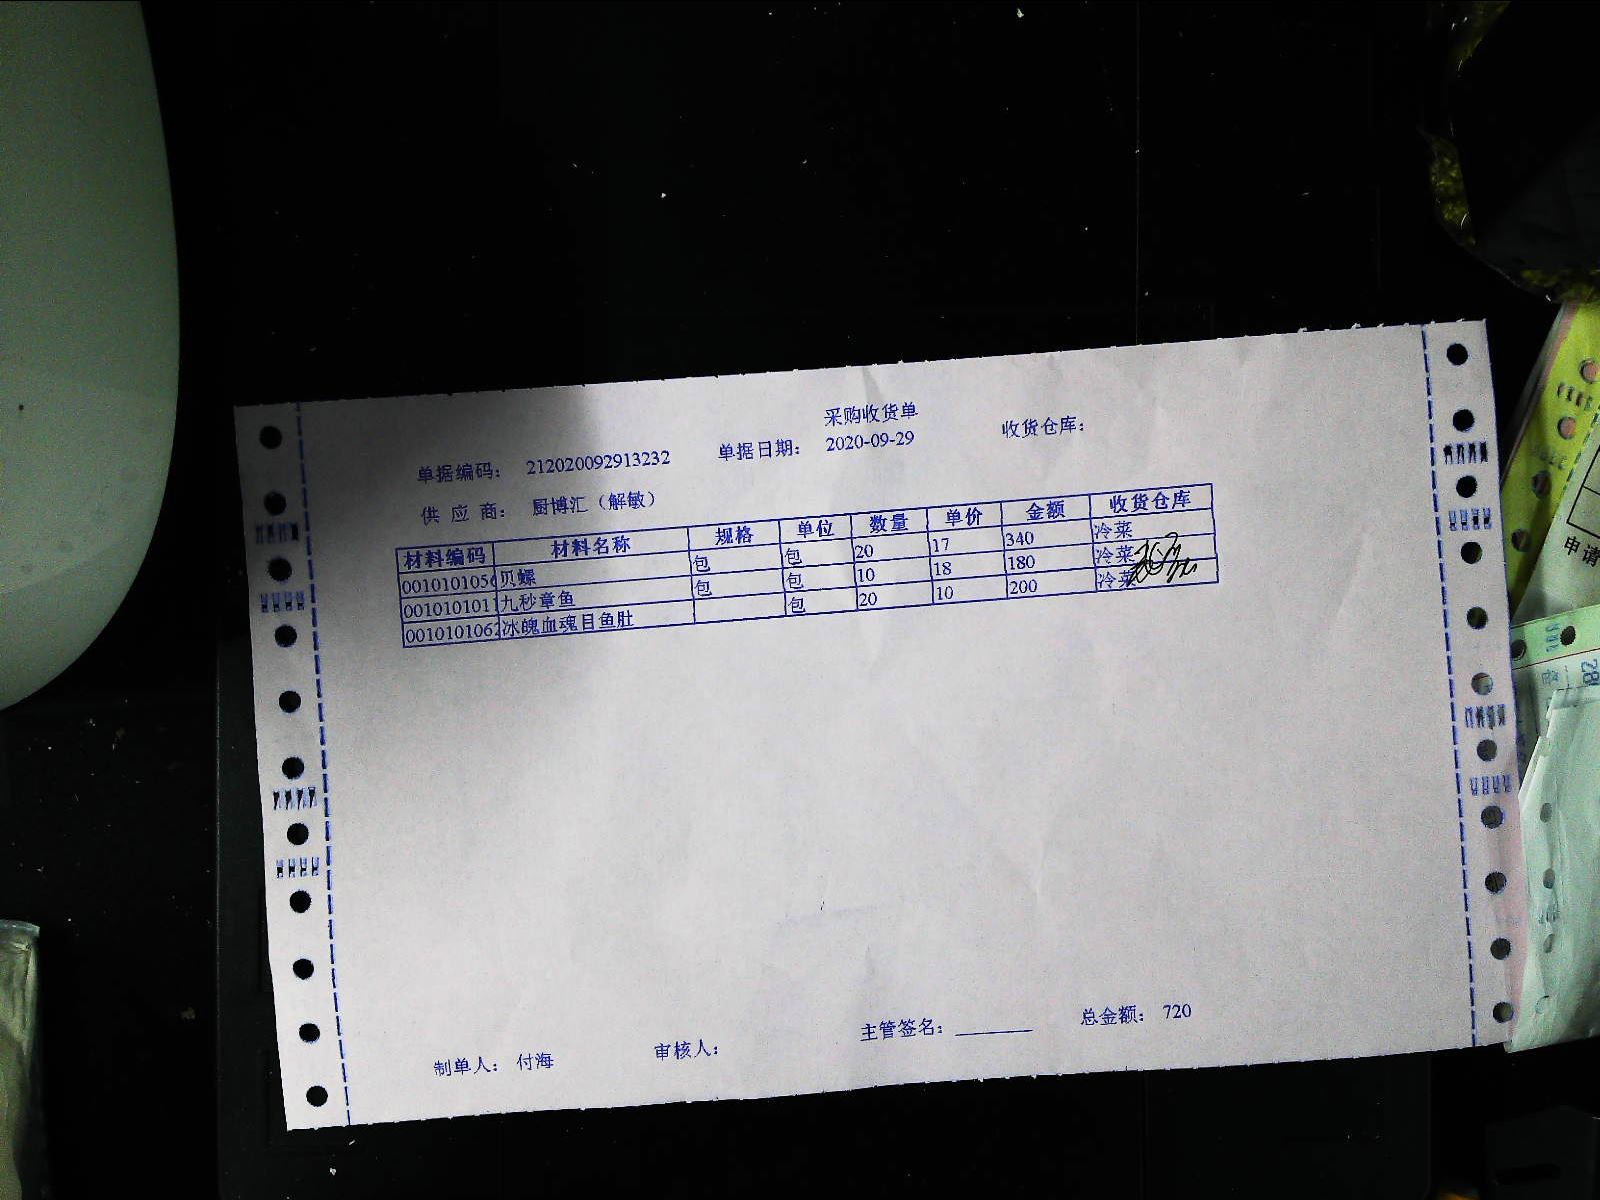 采购收货单
单据编码： 212020092913232 单据日期： 2020-09-29 收货仓库：
供 应 商： 厨博汇（解敏）
材料编码 材料名称 规格 单位 数量 单价 金额 收货仓库
001010105 贝螺 包 包 20 17 340 冷菜
001010101 九秒章鱼 包 包 10 18 180 冷菜
001010106 冰魄血魂目鱼肚 包 20 10 200 冷菜
制单人： 付海 审核人： 主管签名： 总金额： 720
申请